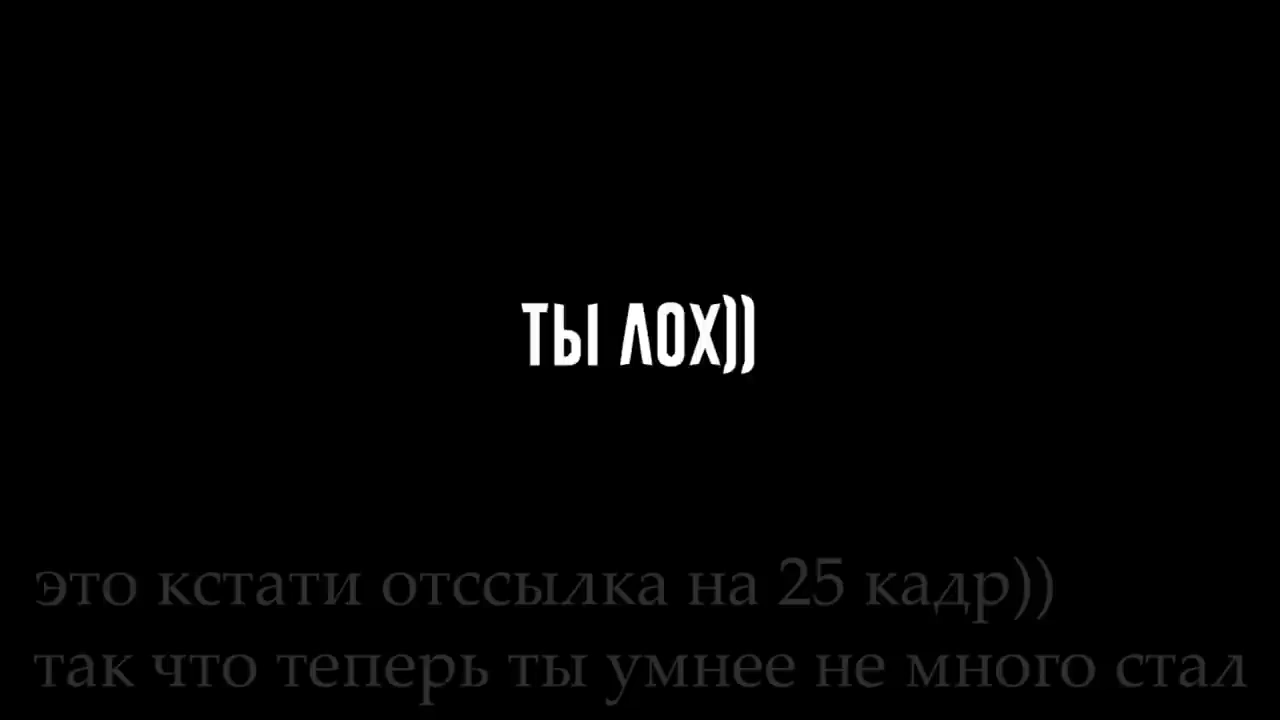 ТЫ ЛОХ))
это кстати отссылка на 25 кадр))
так что теперь ты умнее не много стал